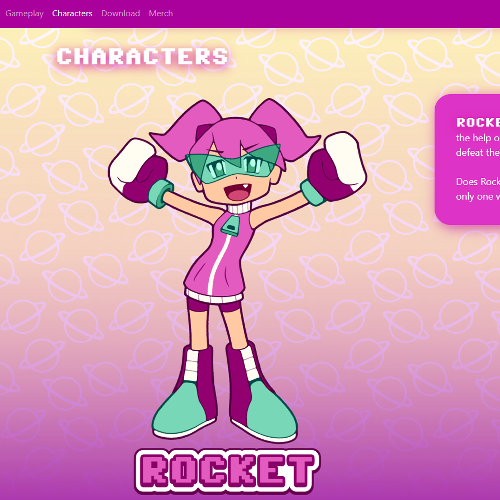 Gameplay Characters Download Merch
CHARACTERS
ROCKE
the help o
defeat the
Does Rock
only one w
ROCKET